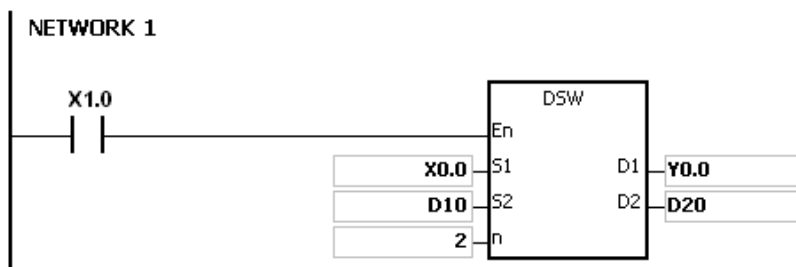 NETWORK 1
X1.0
DSW
En
X0.0 S1 D1 Y0.0
D10 S2 D2 D20
2 n